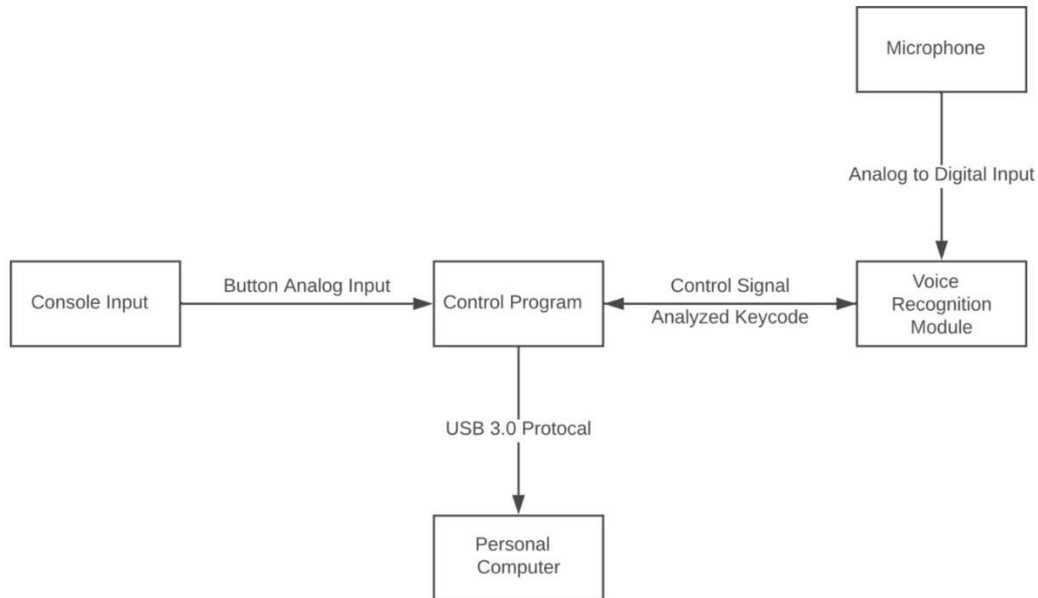 Microphone
Analog to Digital Input
Console Input
Button Analog Input
Control Program
Control Signal
Analyzed Keycode
Voice
Recognition
Module
USB 3.0 Protocal
Personal
Computer